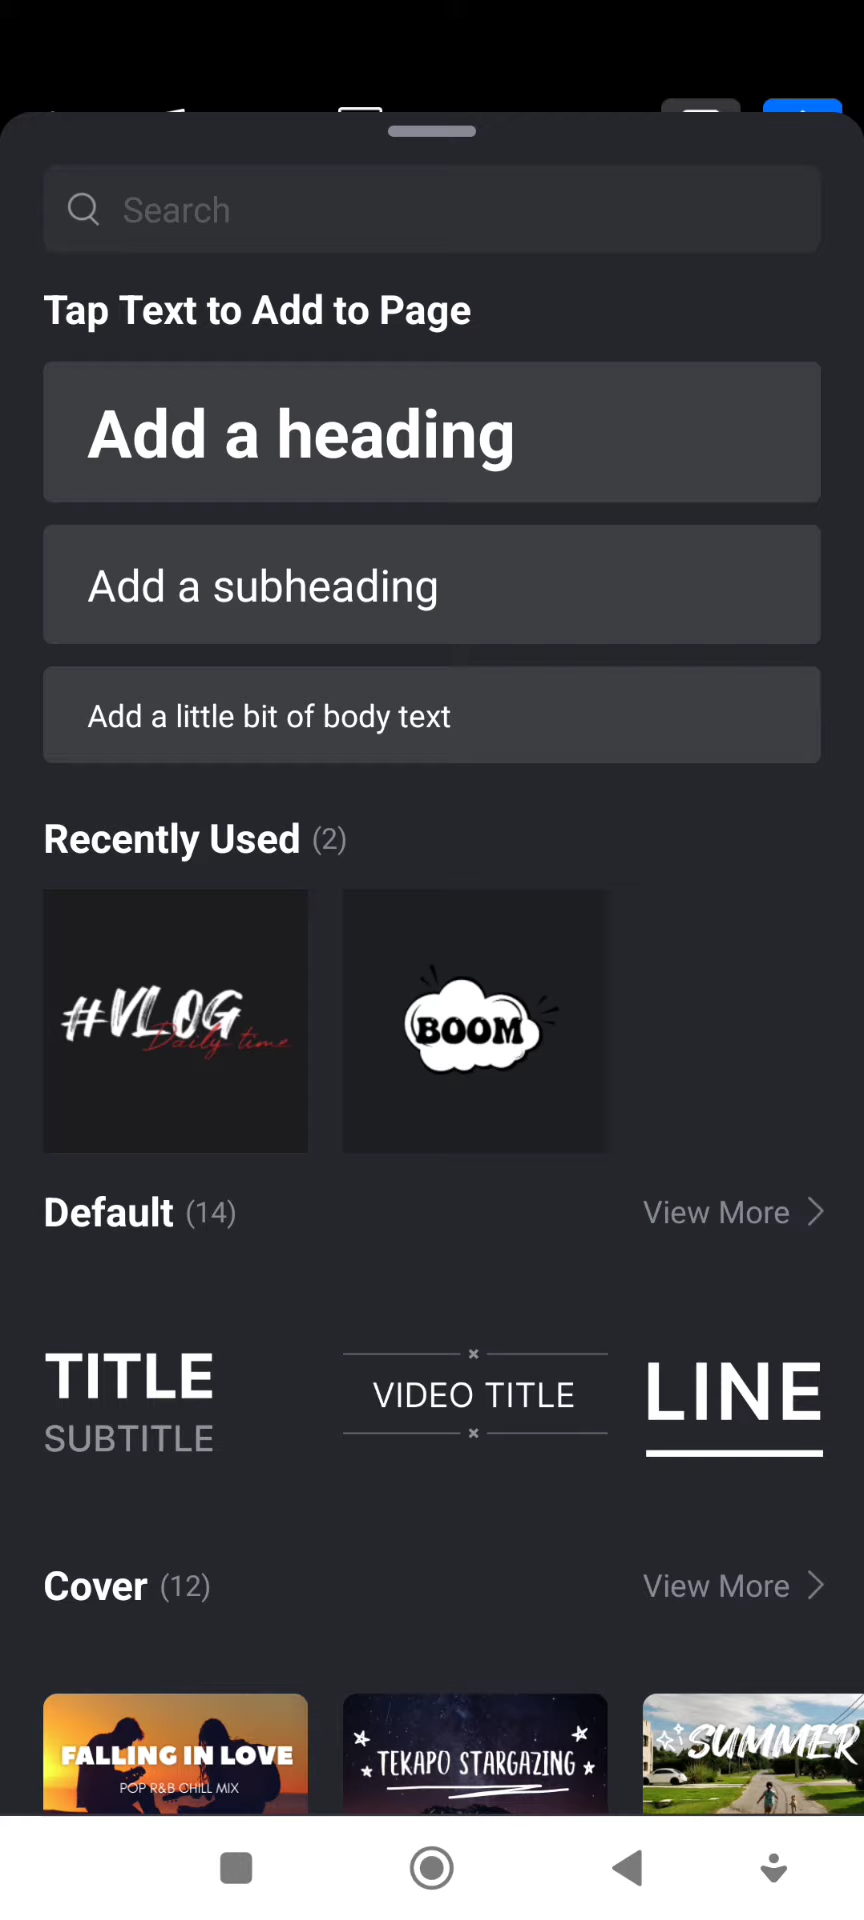 Search
Tap Text to Add to Page
Add a heading
Add a subheading
Add a little bit of body text
Recently Used (2)
#VLOG
Daily time
BOOM
Default (14)
View More
TITLE
SUBTITLE
VIDEO TITLE
LINE
Cover (12)
View More
FALLING IN LOVE
POP R&B CHILL MIX
TEKAPO STARGAZING
SUMMER